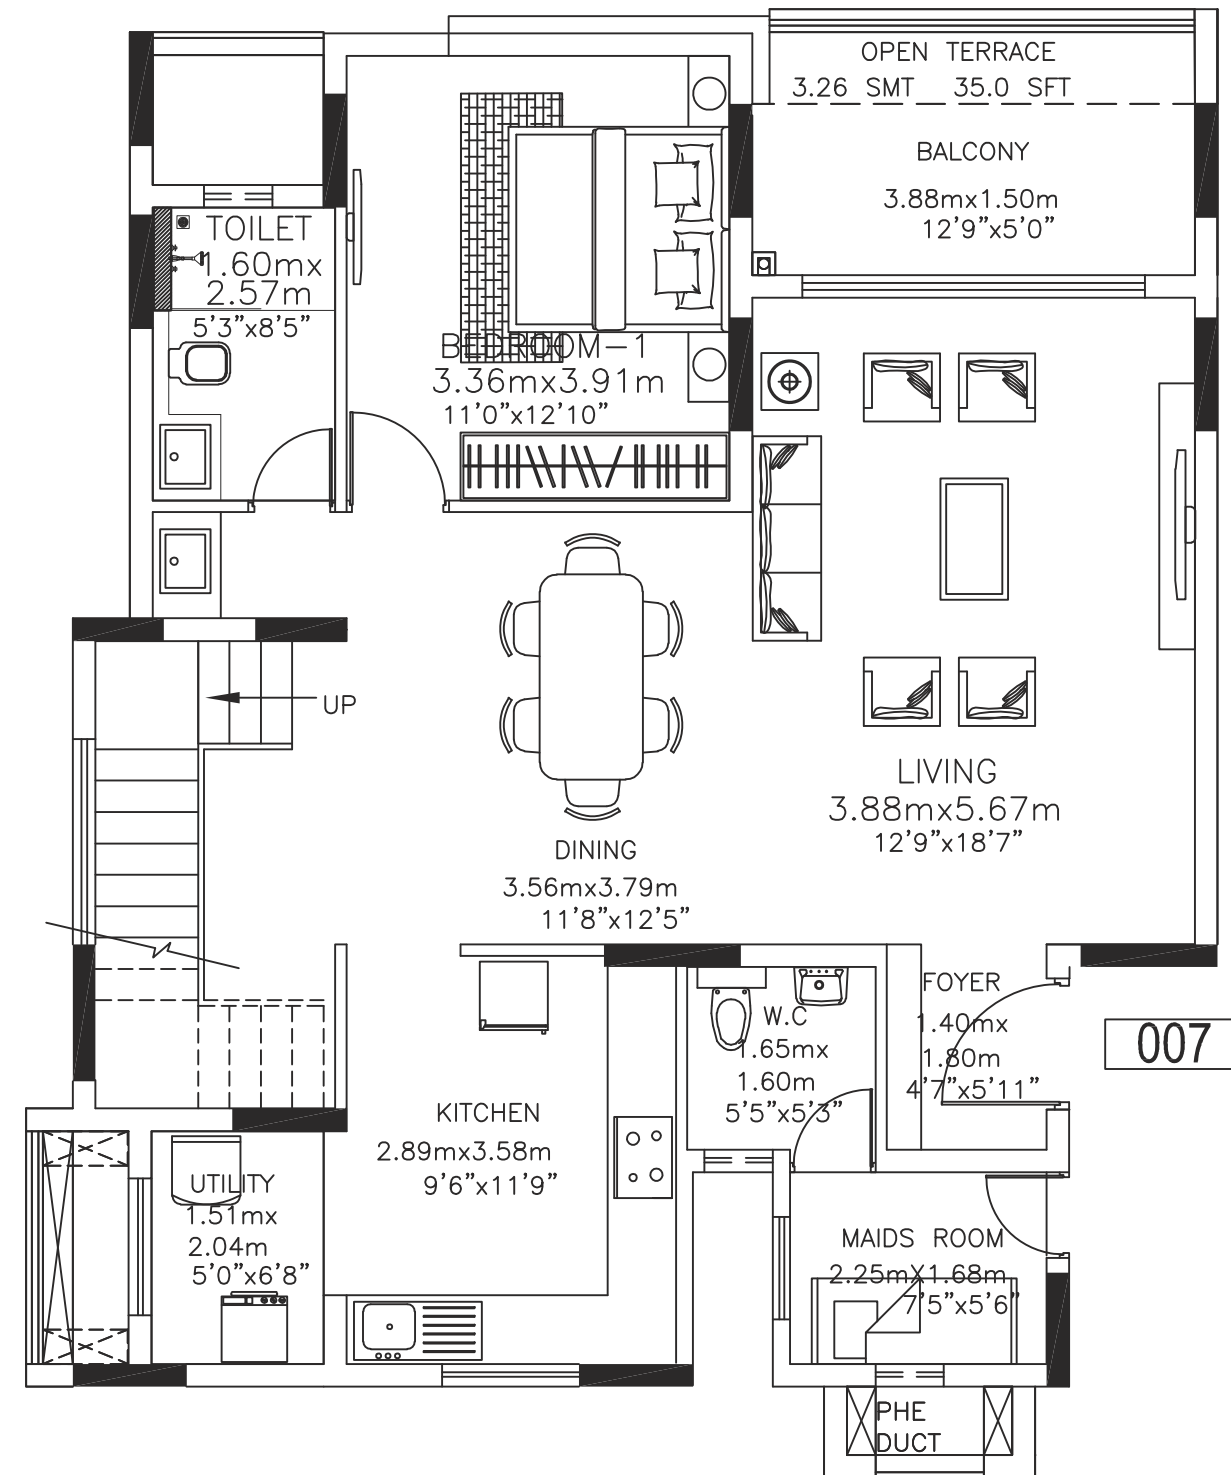 OPEN TERRACE
3.26 SMT 35.0 SFT
BALCONY
3.88mx1.50m
12'9"x5'0"
TOILET
1.60mx
2.57m
5'3"x8'5"
BEDROOM-1
3.36mx3.91m
11'0"x12'10"
UP
LIVING
3.88mx5.67m
12'9"x18'7"
DINING
3.56mx3.79m
11'8"x12'5"
FOYER
1.40mx
1.80m
4'7"x5'11"
007
W.C
1.65mx
1.60m
5'5"x5'3"
KITCHEN
2.89mx3.58m
9'6"x11'9"
UTILITY
1.51mx
2.04m
5'0"x6'8"
MAIDS ROOM
2.25mX1.68m
7'5"x5'6"
PHE
DUCT